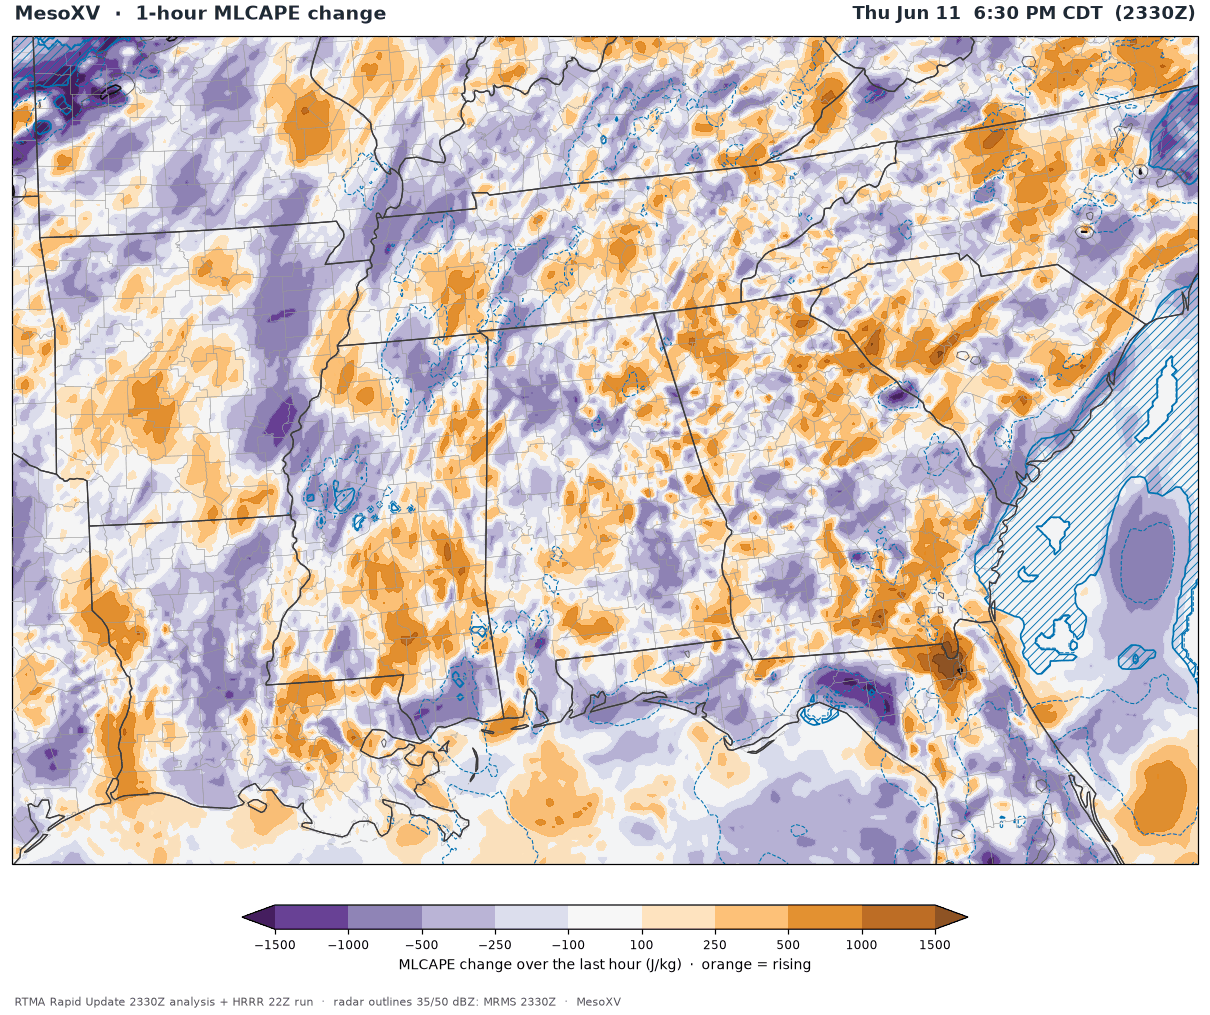 MesoXV · 1-hour MLCAPE change
Thu Jun 11 6:30 PM CDT (2330Z)
−1500 −1000 −500 −250 −100 100 250 500 1000 1500
MLCAPE change over the last hour (J/kg) · orange = rising
RTMA Rapid Update 2330Z analysis + HRRR 22Z run · radar outlines 35/50 dBZ: MRMS 2330Z · MesoXV